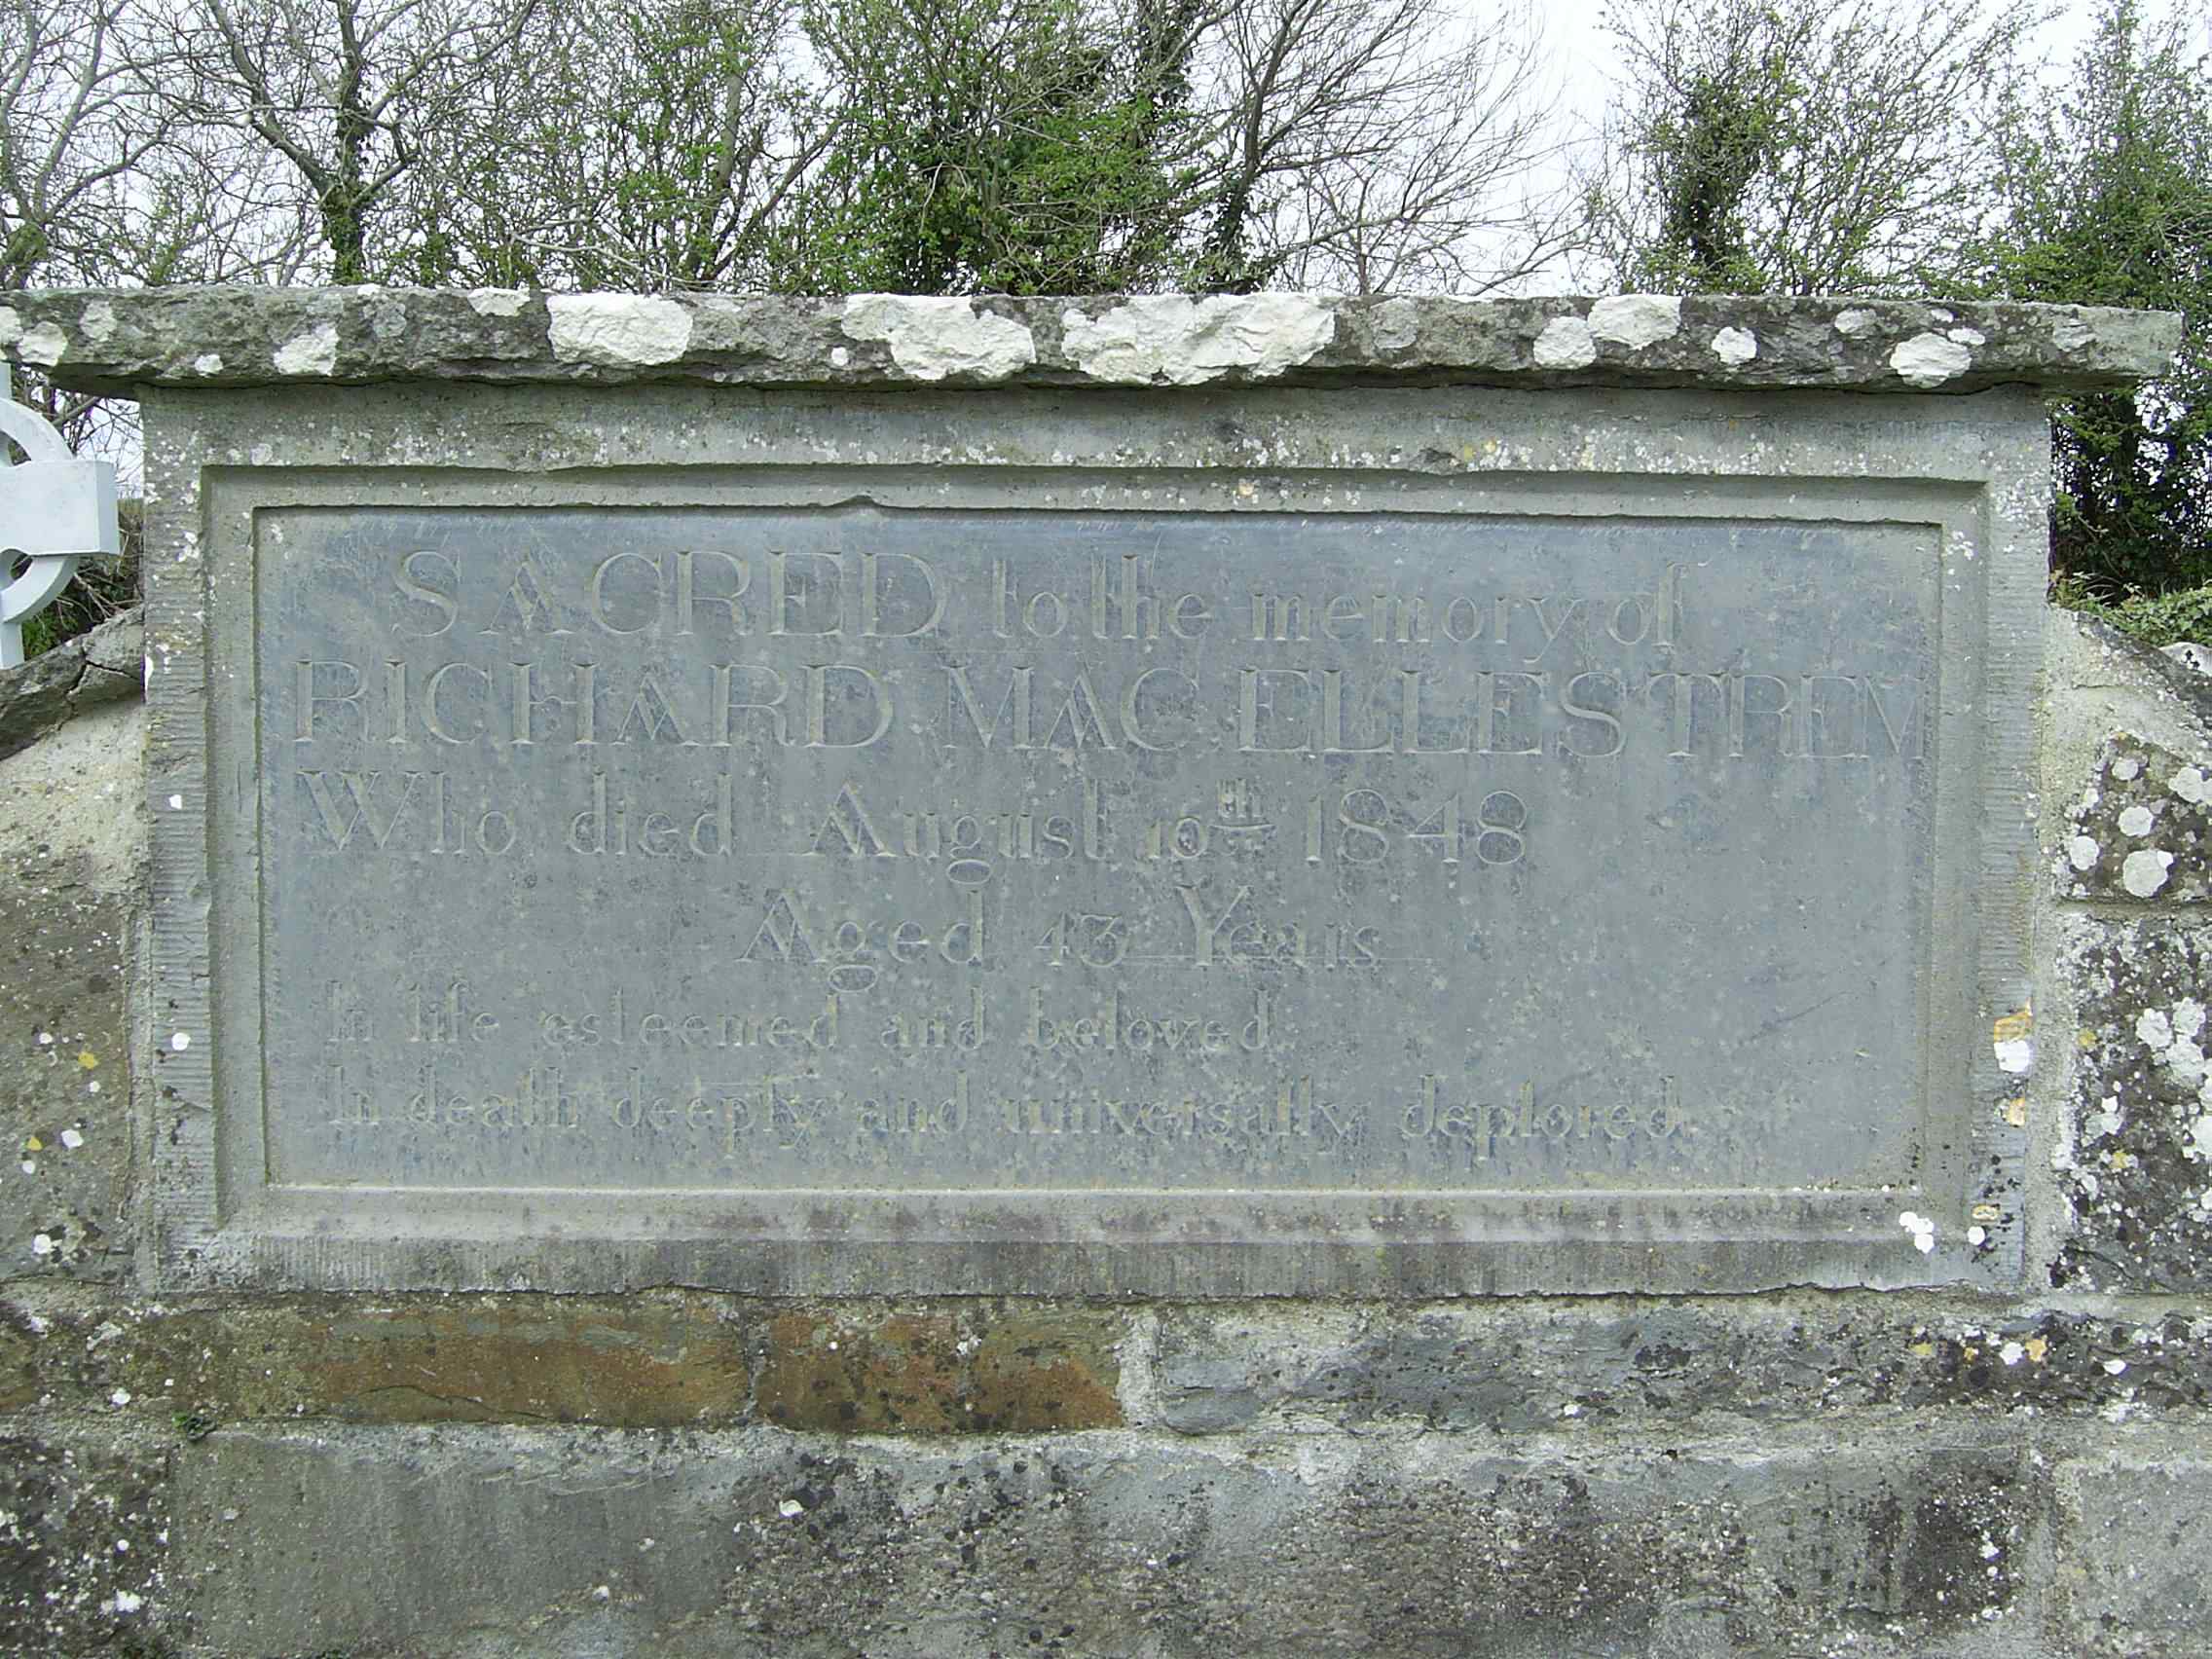 SACRED to the memory of
RICHARD MAC ELLESTREM
Who died August 10th 1848
Aged 43 Years
In life esteemed and beloved
In death deeply and universally deplored